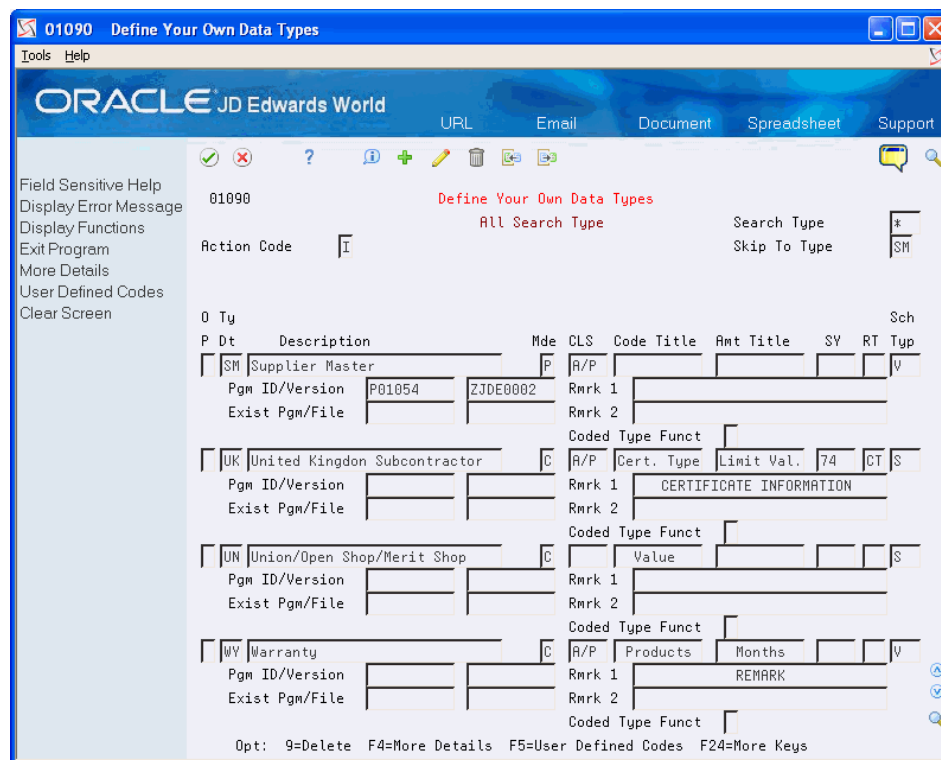 01090 Define Your Own Data Types
Tools Help
ORACLE JD Edwards World
URL Email Document Spreadsheet Support
Field Sensitive Help
Display Error Message
Display Functions
Exit Program
More Details
User Defined Codes
Clear Screen
01090 Define Your Own Data Types
All Search Type Search Type *
Action Code I Skip To Type SM
O Ty Sch
P Dt Description Mde CLS Code Title Amt Title SY RT Typ
SM Supplier Master P A/P V
Pgm ID/Version P01054 ZJDE0002 Rmrk 1
Exist Pgm/File Rmrk 2
Coded Type Funct
UK United Kingdon Subcontractor C A/P Cert. Type Limit Val. 74 CT S
Pgm ID/Version Rmrk 1 CERTIFICATE INFORMATION
Exist Pgm/File Rmrk 2
Coded Type Funct
UN Union/Open Shop/Merit Shop C Value S
Pgm ID/Version Rmrk 1
Exist Pgm/File Rmrk 2
Coded Type Funct
WY Warranty C A/P Products Months V
Pgm ID/Version Rmrk 1 REMARK
Exist Pgm/File Rmrk 2
Coded Type Funct
Opt: 9=Delete F4=More Details F5=User Defined Codes F24=More Keys